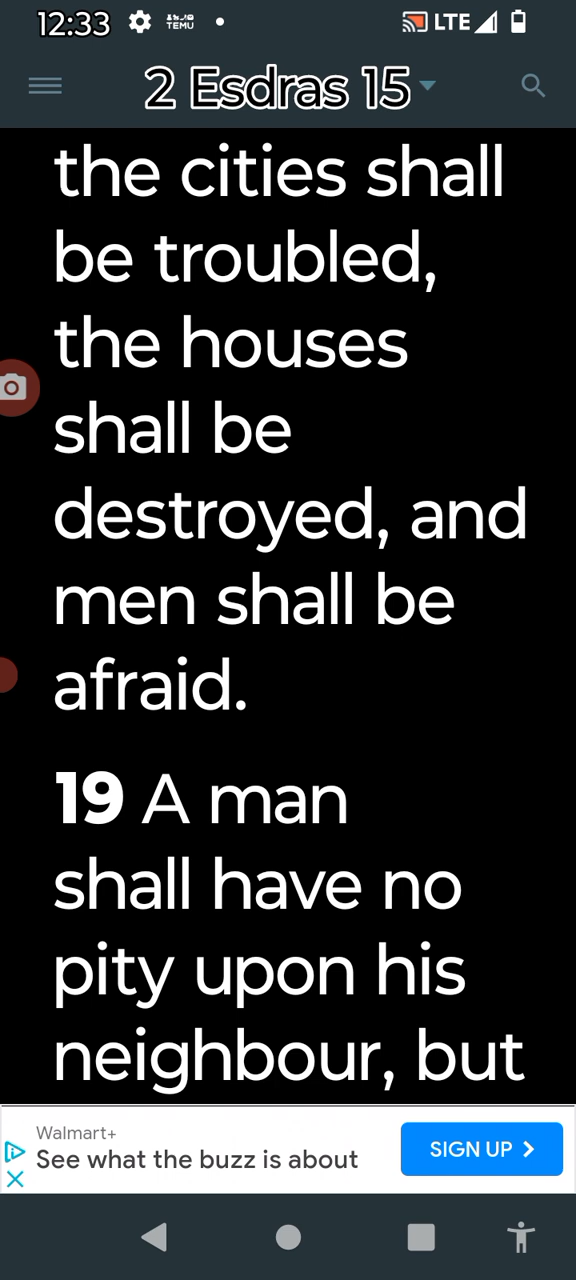 12:33 TEMU LTE
2 Esdras 15
the cities shall
be troubled,
the houses
shall be
destroyed, and
men shall be
afraid.
19 A man
shall have no
pity upon his
neighbour, but
Walmart+
See what the buzz is about
SIGN UP